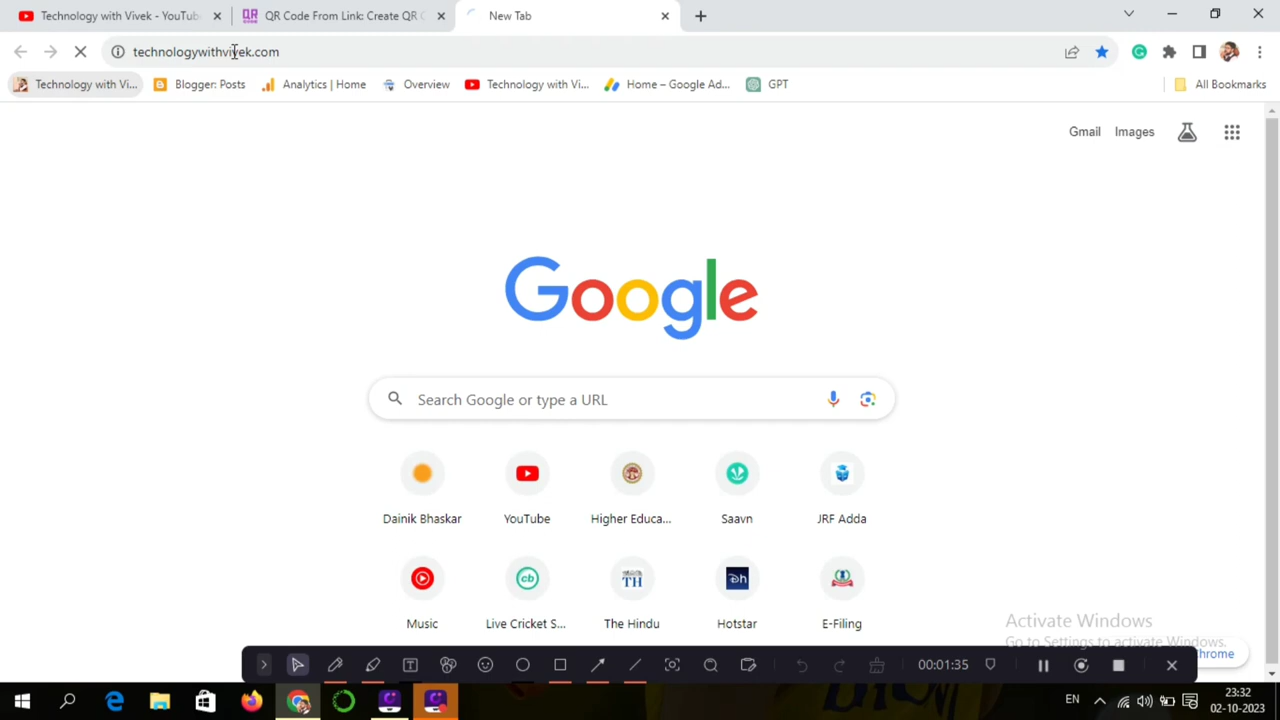 Technology with Vivek - YouTub
QR Code From Link: Create QR C
New Tab
technologywithvivek.com
Technology with Vi...
Blogger: Posts
Analytics | Home
Overview
Technology with Vi...
Home – Google Ad...
GPT
All Bookmarks
Gmail
Images
Google
Search Google or type a URL
Dainik Bhaskar
YouTube
Higher Educa...
Saavn
JRF Adda
Music
Live Cricket S...
The Hindu
Hotstar
E-Filing
Activate Windows
Go to Settings to activate Windows.
hrome
00:01:35
EN
23:32
02-10-2023